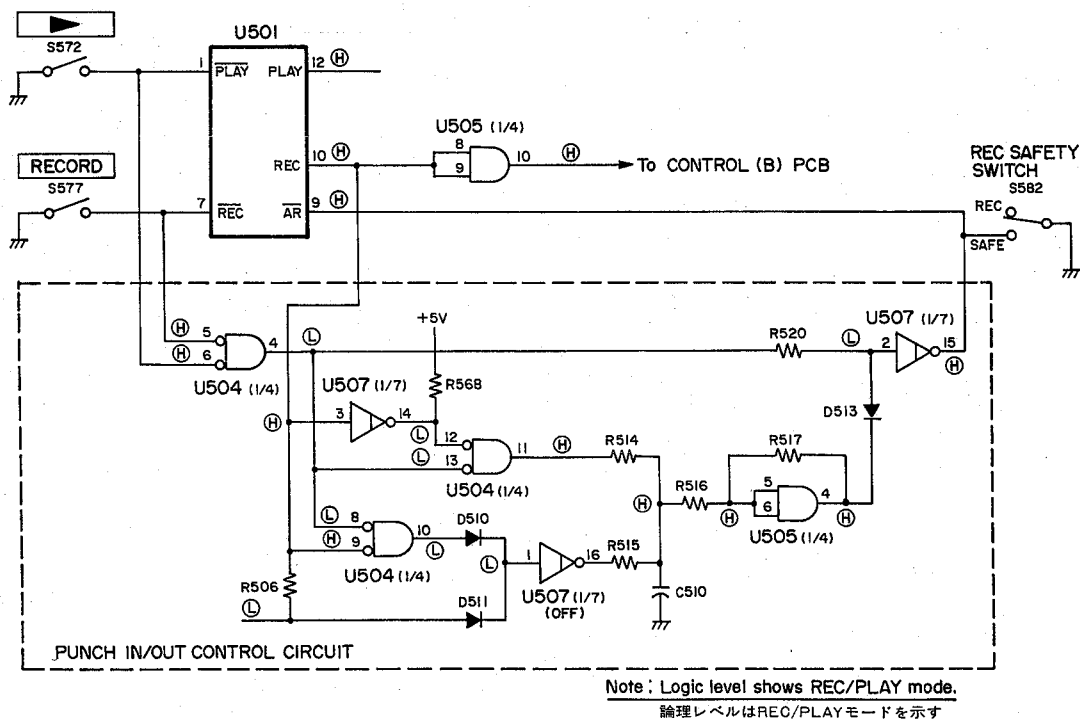 S572
U501
1 PLAY PLAY 12 H
U505 (1/4)
8
9
10 H
REC 10 H
To CONTROL (B) PCB
RECORD
S577
7 REC AR 9 H
REC SAFETY
SWITCH
S582
REC
SAFE
+5V
H 5
H 6
4 L
U504 (1/4)
R568
R520
L
U507 (1/7)
2 15
H
U507 (1/7)
H 3 14
L 12
L 13
11 H
U504 (1/4)
R514
D513
R517
R516
H
H
5
6
4
H
U505 (1/4)
L 8
H 9
10
L
U504 (1/4)
D510
L
1 16
R515
U507 (1/7)
(OFF)
C510
R506
L
D511
PUNCH IN/OUT CONTROL CIRCUIT
Note : Logic level shows REC/PLAY mode.
論理レベルはREC/PLAYモードを示す